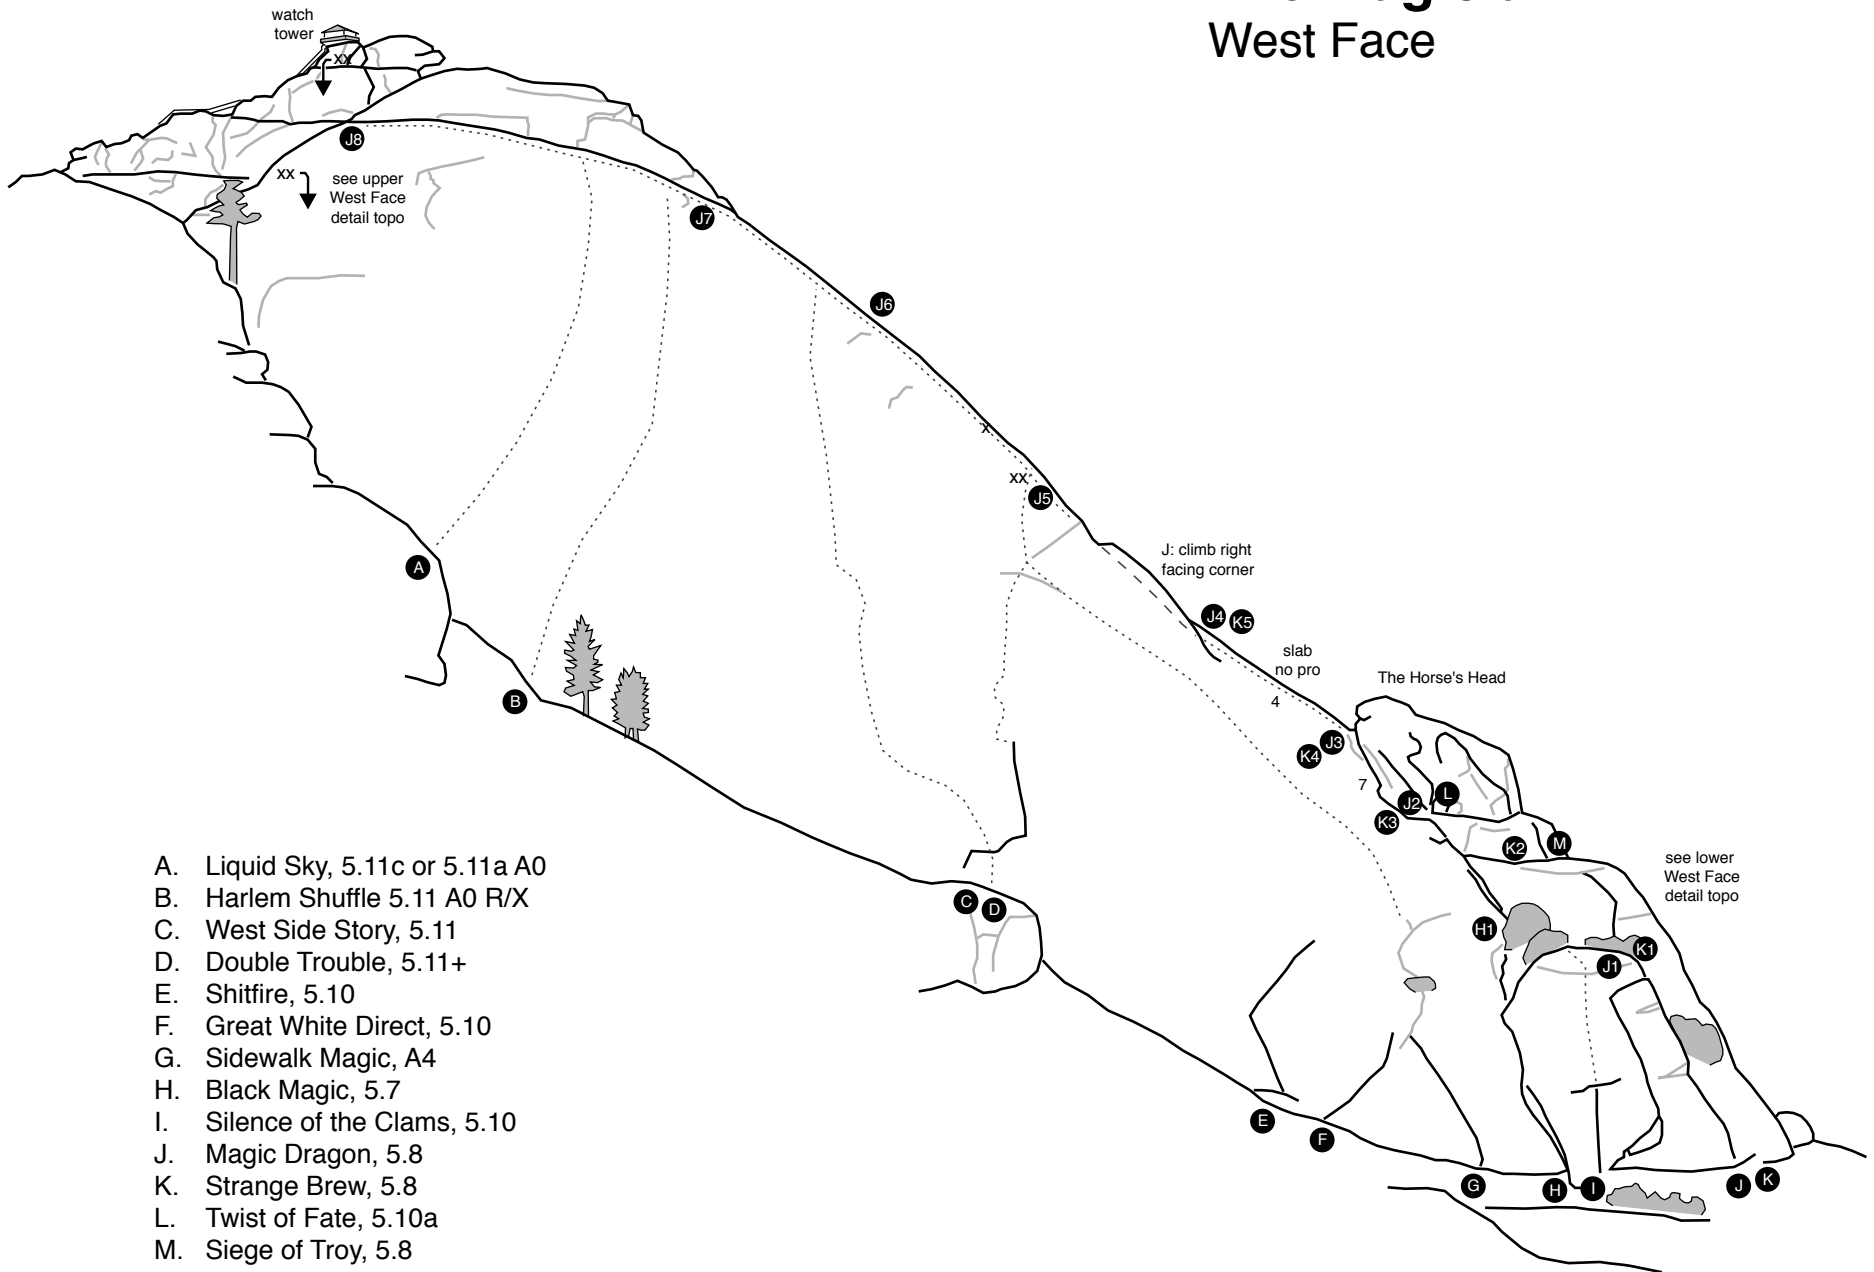 West Face
watch
tower
xx
J8
xx
see upper
West Face
detail topo
J7
J6
x
xx
J5
J: climb right
facing corner
A
J4
K5
slab
no pro
4
The Horse's Head
B
J3
K4
7
L
J2
K3
K2
M
see lower
West Face
detail topo
C
D
H1
K1
J1
E
F
G
H
I
J
K
A. Liquid Sky, 5.11c or 5.11a A0
B. Harlem Shuffle 5.11 A0 R/X
C. West Side Story, 5.11
D. Double Trouble, 5.11+
E. Shitfire, 5.10
F. Great White Direct, 5.10
G. Sidewalk Magic, A4
H. Black Magic, 5.7
I. Silence of the Clams, 5.10
J. Magic Dragon, 5.8
K. Strange Brew, 5.8
L. Twist of Fate, 5.10a
M. Siege of Troy, 5.8